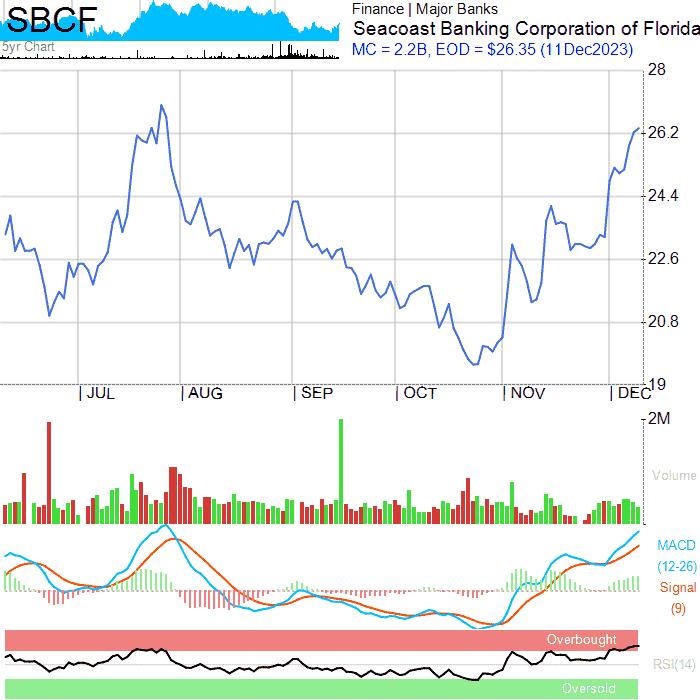 SBCF
5yr Chart
Finance | Major Banks
Seacoast Banking Corporation of Florida
MC = 2.2B, EOD = $26.35 (11Dec2023)
28
26.2
24.4
22.6
20.8
19
| JUL | AUG | SEP | OCT | NOV | DEC
2M
Volume
MACD
(12-26)
Signal
(9)
Overbought
RSI(14)
Oversold